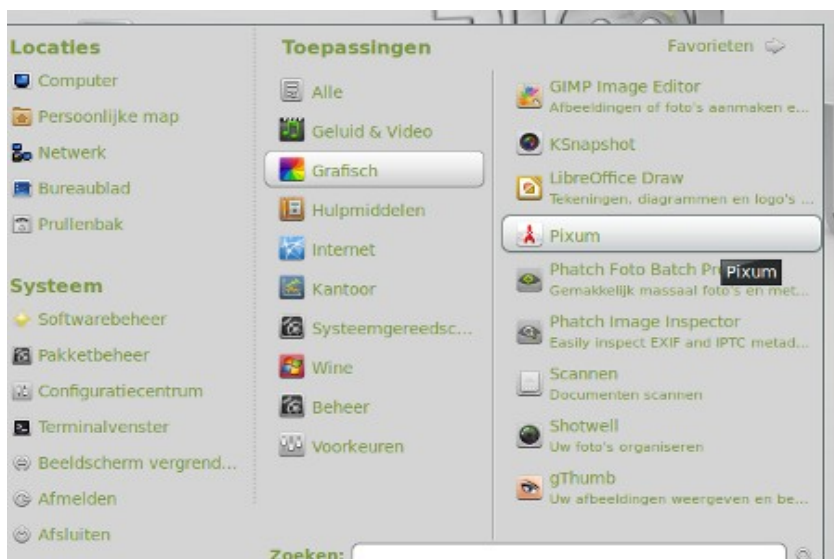 Locaties
Computer
Persoonlijke map
Netwerk
Bureaublad
Prullenbak
Systeem
Softwarebeheer
Pakketbeheer
Configuratiecentrum
Terminalvenster
Beeldscherm vergrend...
Afmelden
Afsluiten
Toepassingen
Alle
Geluid & Video
Grafisch
Hulpmiddelen
Internet
Kantoor
Systeemgereedsc...
Wine
Beheer
Voorkeuren
Favorieten
GIMP Image Editor
Afbeeldingen of foto's aanmaken e...
KSnapshot
LibreOffice Draw
Tekeningen, diagrammen en logo's ...
Pixum
Phatch Foto Batch Pr
Pixum
Gemakkelijk massaal foto's en met...
Phatch Image Inspector
Easily inspect EXIF and IPTC metad...
Scannen
Documenten scannen
Shotwell
Uw foto's organiseren
gThumb
Uw afbeeldingen weergeven en be...
Zoeken: